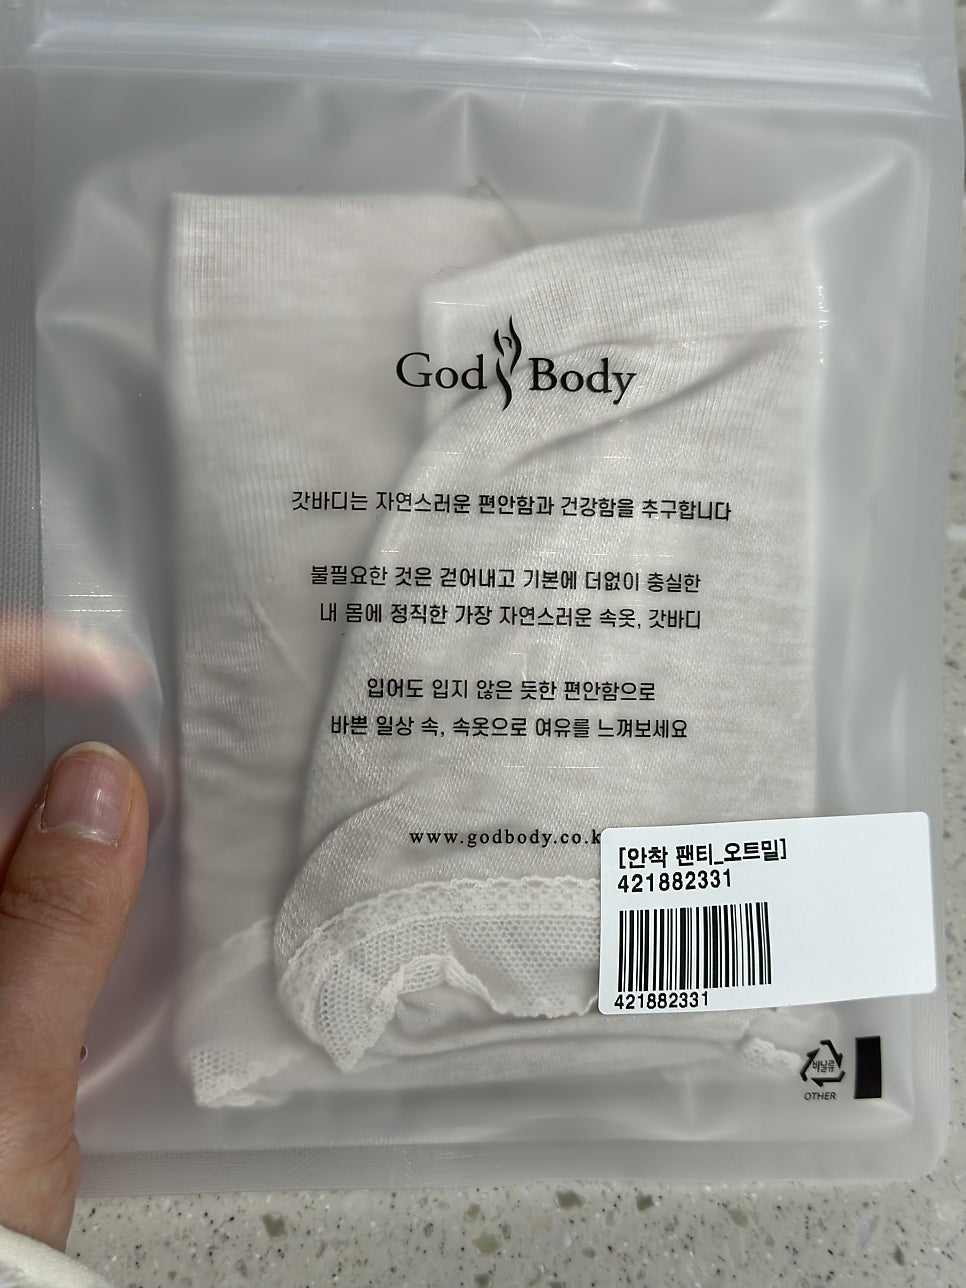 God Body
갓바디는 자연스러운 편안함과 건강함을 추구합니다
불필요한 것은 걷어내고 기본에 더없이 충실한
내 몸에 정직한 가장 자연스러운 속옷, 갓바디
입어도 입지 않은 듯한 편안함으로
바쁜 일상 속, 속옷으로 여유를 느껴보세요
www.godbody.co.k
[안착 팬티_오트밀]
421882331
421882331
비닐류
OTHER